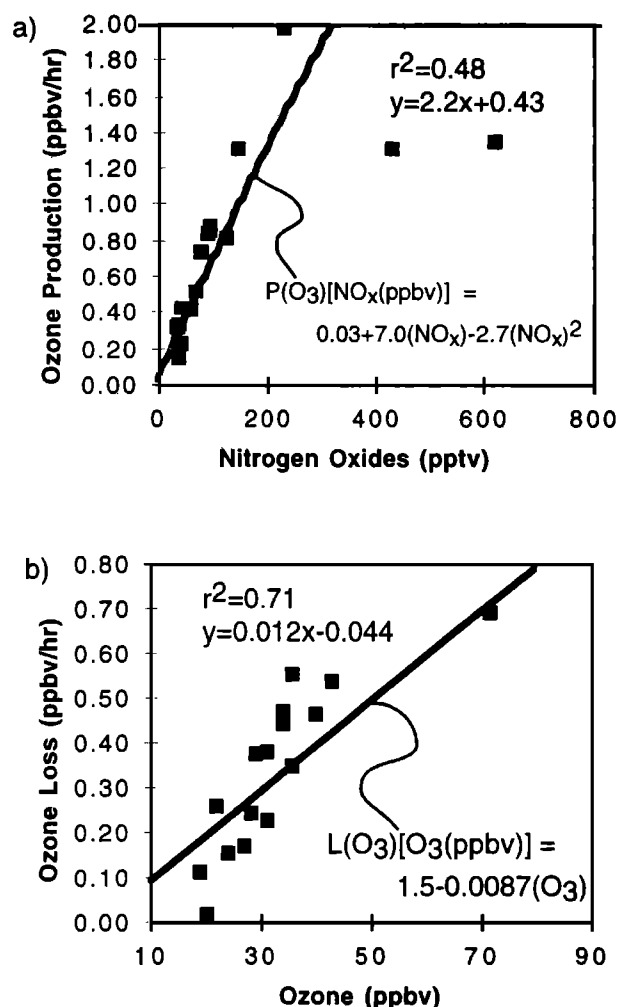 a)
2.00
1.80
1.60
1.40
1.20
1.00
0.80
0.60
0.40
0.20
0.00
Ozone Production (ppbv/hr)
r²=0.48
y=2.2x+0.43
P(O₃)[NOₓ(ppbv)] =
0.03+7.0(NOₓ)-2.7(NOₓ)²
0 200 400 600 800
Nitrogen Oxides (pptv)
b)
0.80
0.70
0.60
0.50
0.40
0.30
0.20
0.10
0.00
Ozone Loss (ppbv/hr)
r²=0.71
y=0.012x-0.044
L(O₃)[O₃(ppbv)] =
1.5-0.0087(O₃)
10 30 50 70 90
Ozone (ppbv)